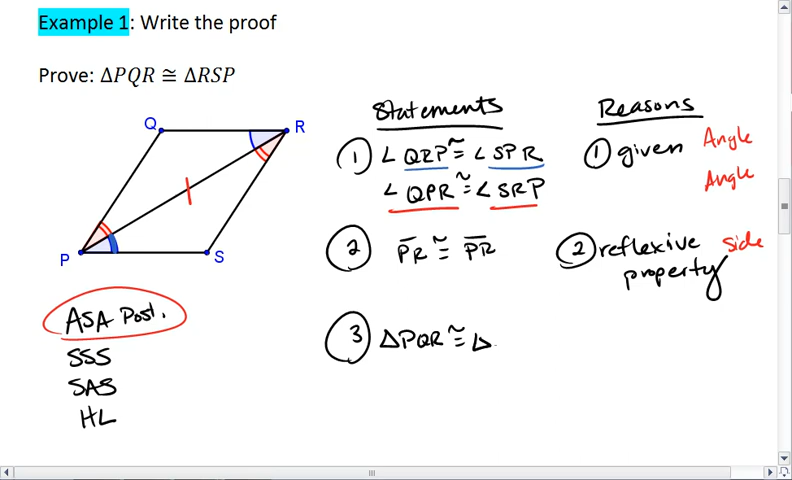 Example 1: Write the proof
Prove: ΔPQR ≅ ΔRSP
Statements
Reasons
① ∠QRP ≅ ∠SPR
∠QPR ≅ ∠SRP
① given Angle
Angle
② PR ≅ PR
② reflexive side
property
③ ΔPQR ≅ Δ
Q
R
P
S
ASA Post.
SSS
SAS
HL